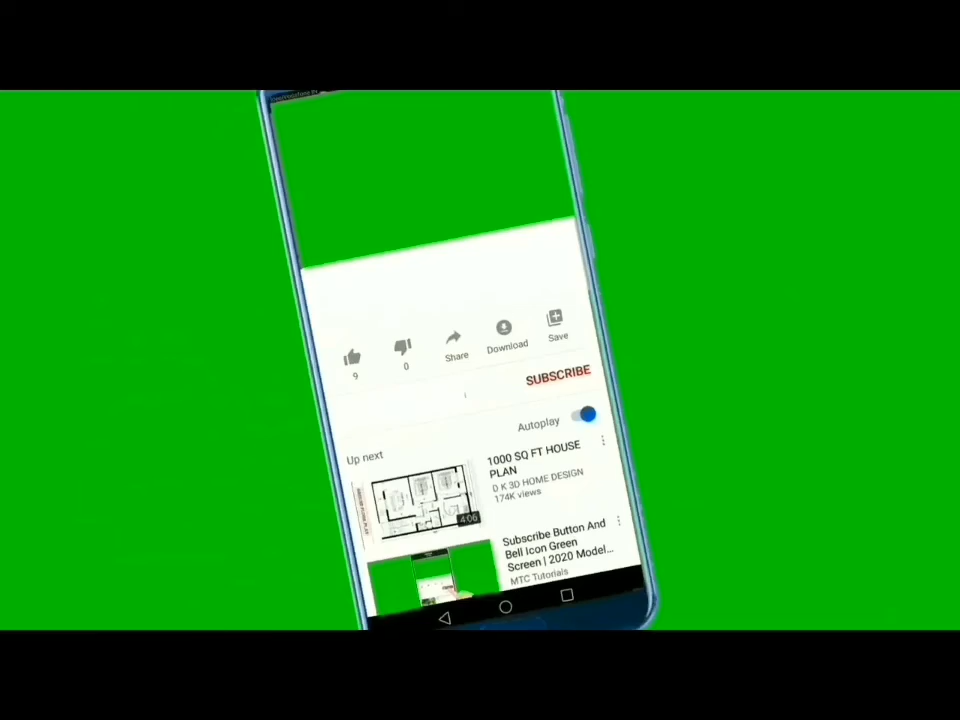 9
0
Share
Download
Save
SUBSCRIBE
Autoplay
Up next
1000 SQ FT HOUSE
PLAN
D K 3D HOME DESIGN
174K views
4:06
Subscribe Button And
Bell Icon Green
Screen | 2020 Model...
MTC Tutorials